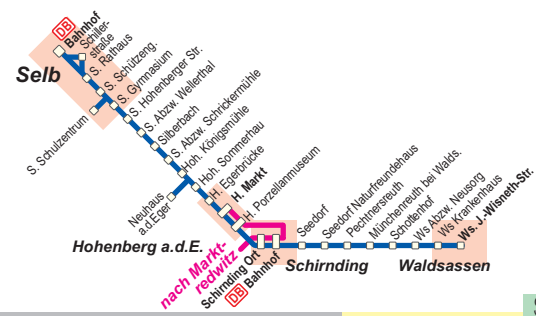 DB
Bahnhof
Schiller-
straße
S. Rathaus
S. Schützeng.
S. Gymnasium
S. Hohenberger Str.
S. Abzw. Wellerthal
Silberbach
S. Abzw. Schrickermühle
Hoh. Königsmühle
Hoh. Sommerhau
H. Egerbrücke
H. Markt
H. Porzellanmuseum
Selb
S. Schulzentrum
Neuhaus
a.d.Eger
Hohenberg a.d.E.
nach Markt-
redwitz
Schirnding Ort
DB Bahnhof
Seedorf
Seedorf Naturfreundehaus
Pechtnersreuth
Münchenreuth bei Walds.
Schottenhof
Ws Abzw. Neusorg
Ws Krankenhaus
Ws. J.-Wisneth-Str.
Schirnding
Waldsassen